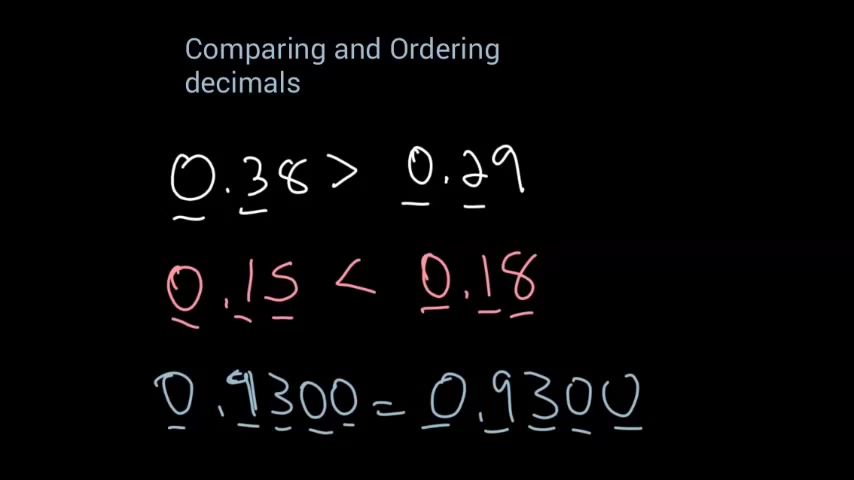 Comparing and Ordering
decimals
0.38 > 0.29
0.15 < 0.18
0.9300 = 0.9300